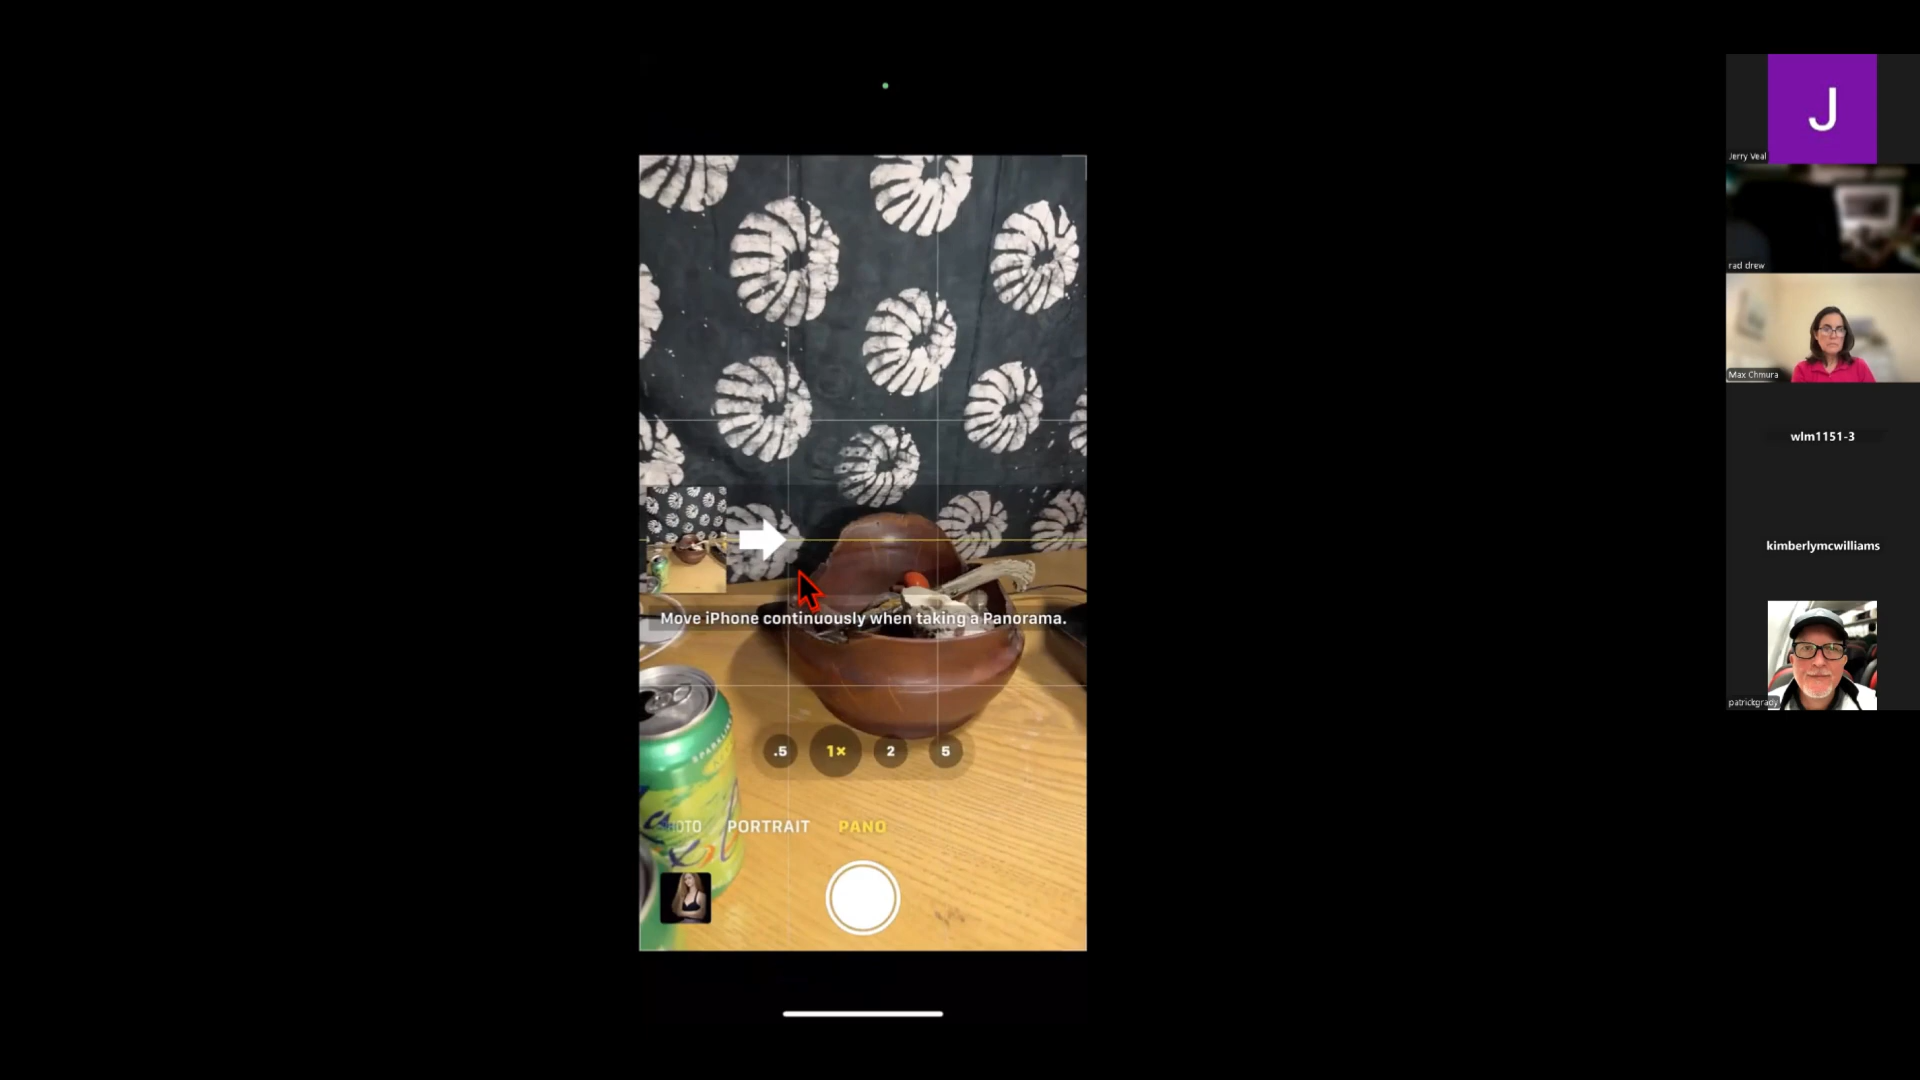 Move iPhone continuously when taking a Panorama.
.5
1×
2
5
PORTRAIT
PANO
J
Jerry Veal
rad drew
Max Chmura
wlm1151-3
kimberlymcwilliams
patrickgrady